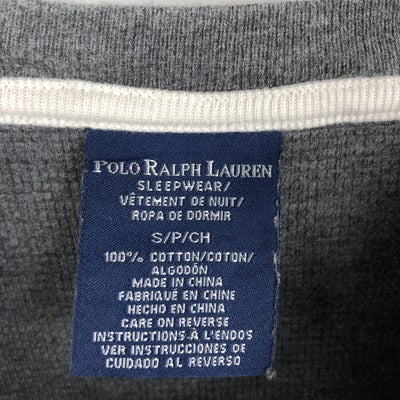 POLO RALPH LAUREN
SLEEPWEAR/
VÊTEMENT DE NUIT/
ROPA DE DORMIR
S/P/CH
100% COTTON/COTON/
ALGODÓN
MADE IN CHINA
FABRIQUÉ EN CHINE
HECHO EN CHINA
CARE ON REVERSE
INSTRUCTIONS-À L'ENDOS
VER INSTRUCCIONES DE
CUIDADO AL REVERSO